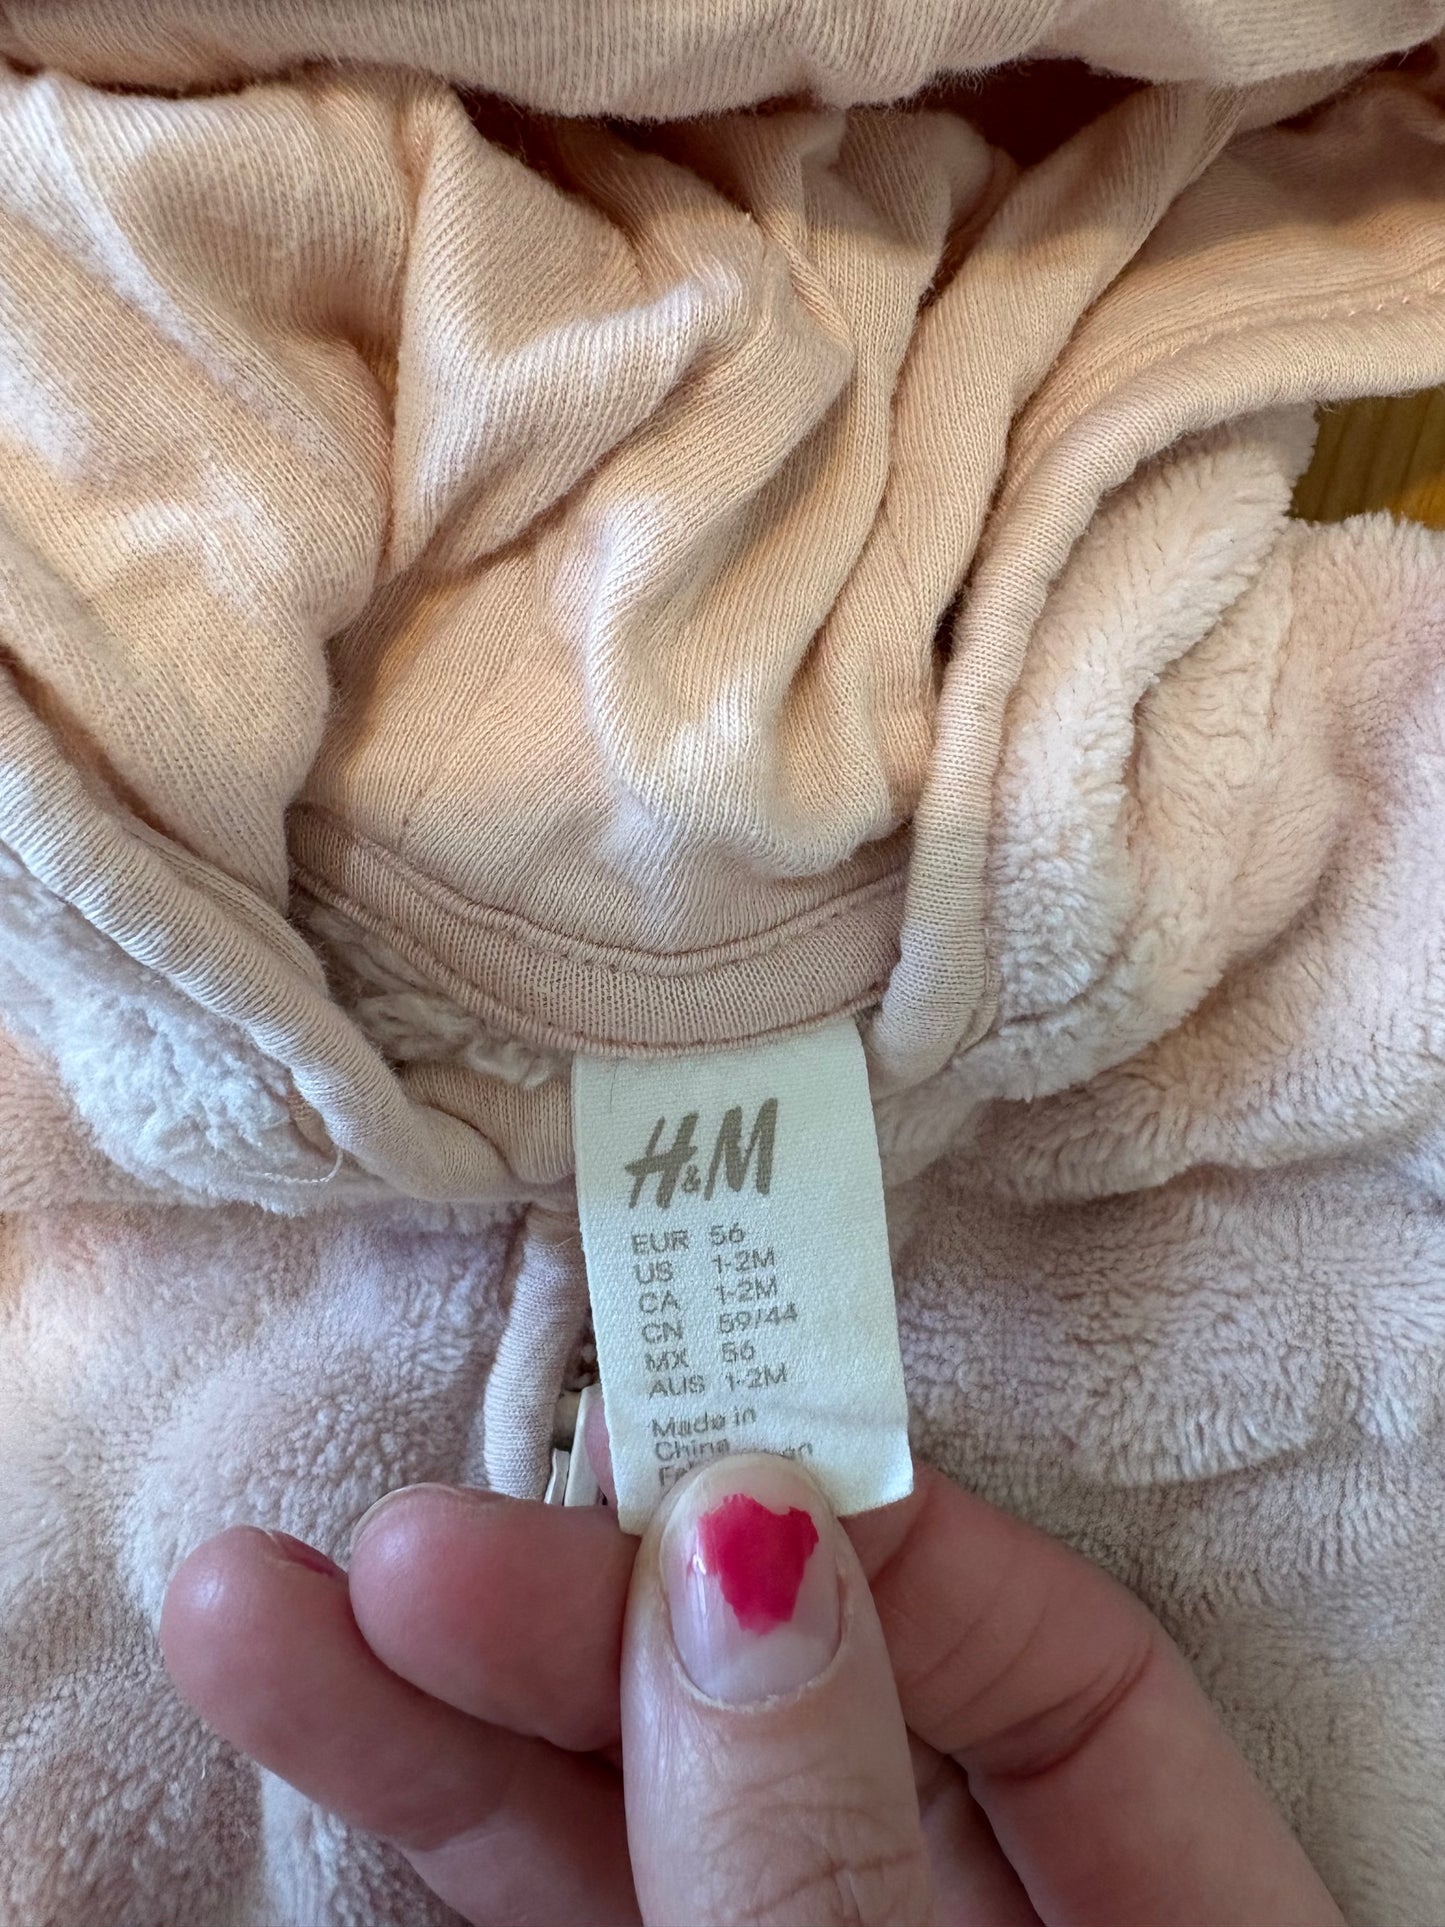 H&M
EUR 56
US 1-2M
CA 1-2M
CN 59/44
MX 56
AUS 1-2M
Made in
China